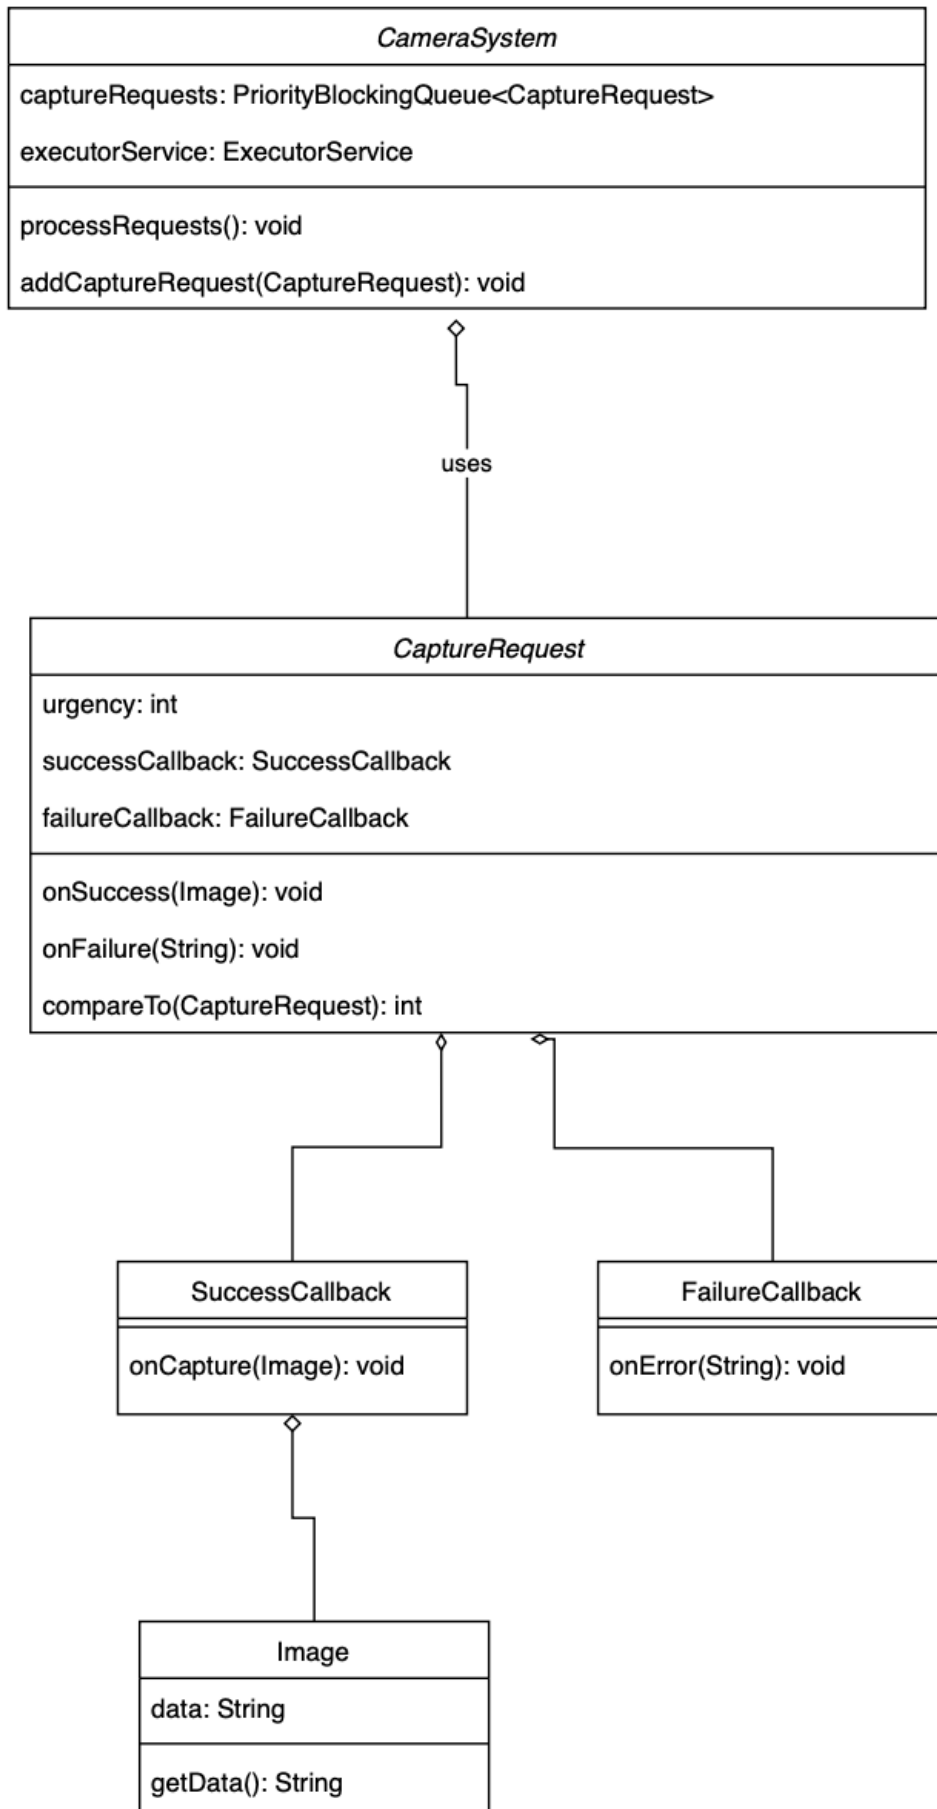 CameraSystem
captureRequests: PriorityBlockingQueue<CaptureRequest>
executorService: ExecutorService
processRequests(): void
addCaptureRequest(CaptureRequest): void
uses
CaptureRequest
urgency: int
successCallback: SuccessCallback
failureCallback: FailureCallback
onSuccess(Image): void
onFailure(String): void
compareTo(CaptureRequest): int
SuccessCallback
onCapture(Image): void
FailureCallback
onError(String): void
Image
data: String
getData(): String